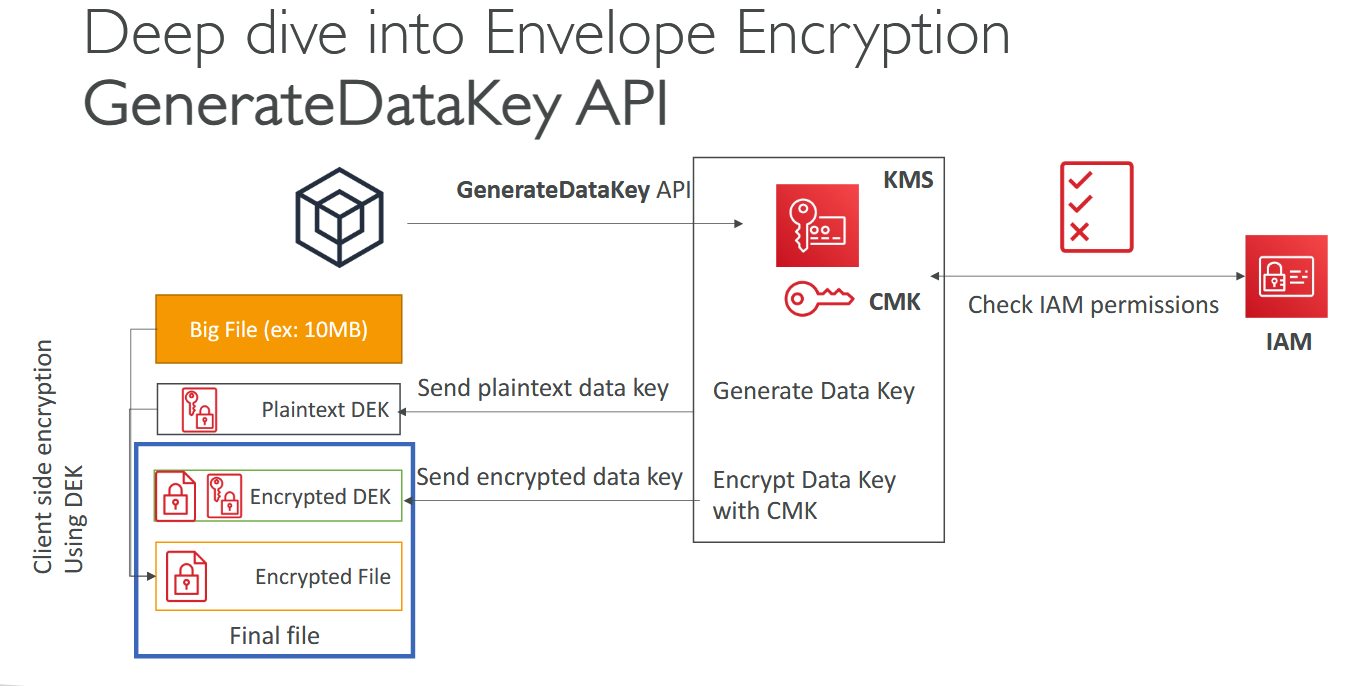 Deep dive into Envelope Encryption
GenerateDataKey API
GenerateDataKey API
KMS
CMK
Check IAM permissions
IAM
Big File (ex: 10MB)
Client side encryption
Using DEK
Send plaintext data key
Plaintext DEK
Generate Data Key
Send encrypted data key
Encrypted DEK
Encrypt Data Key
with CMK
Encrypted File
Final file